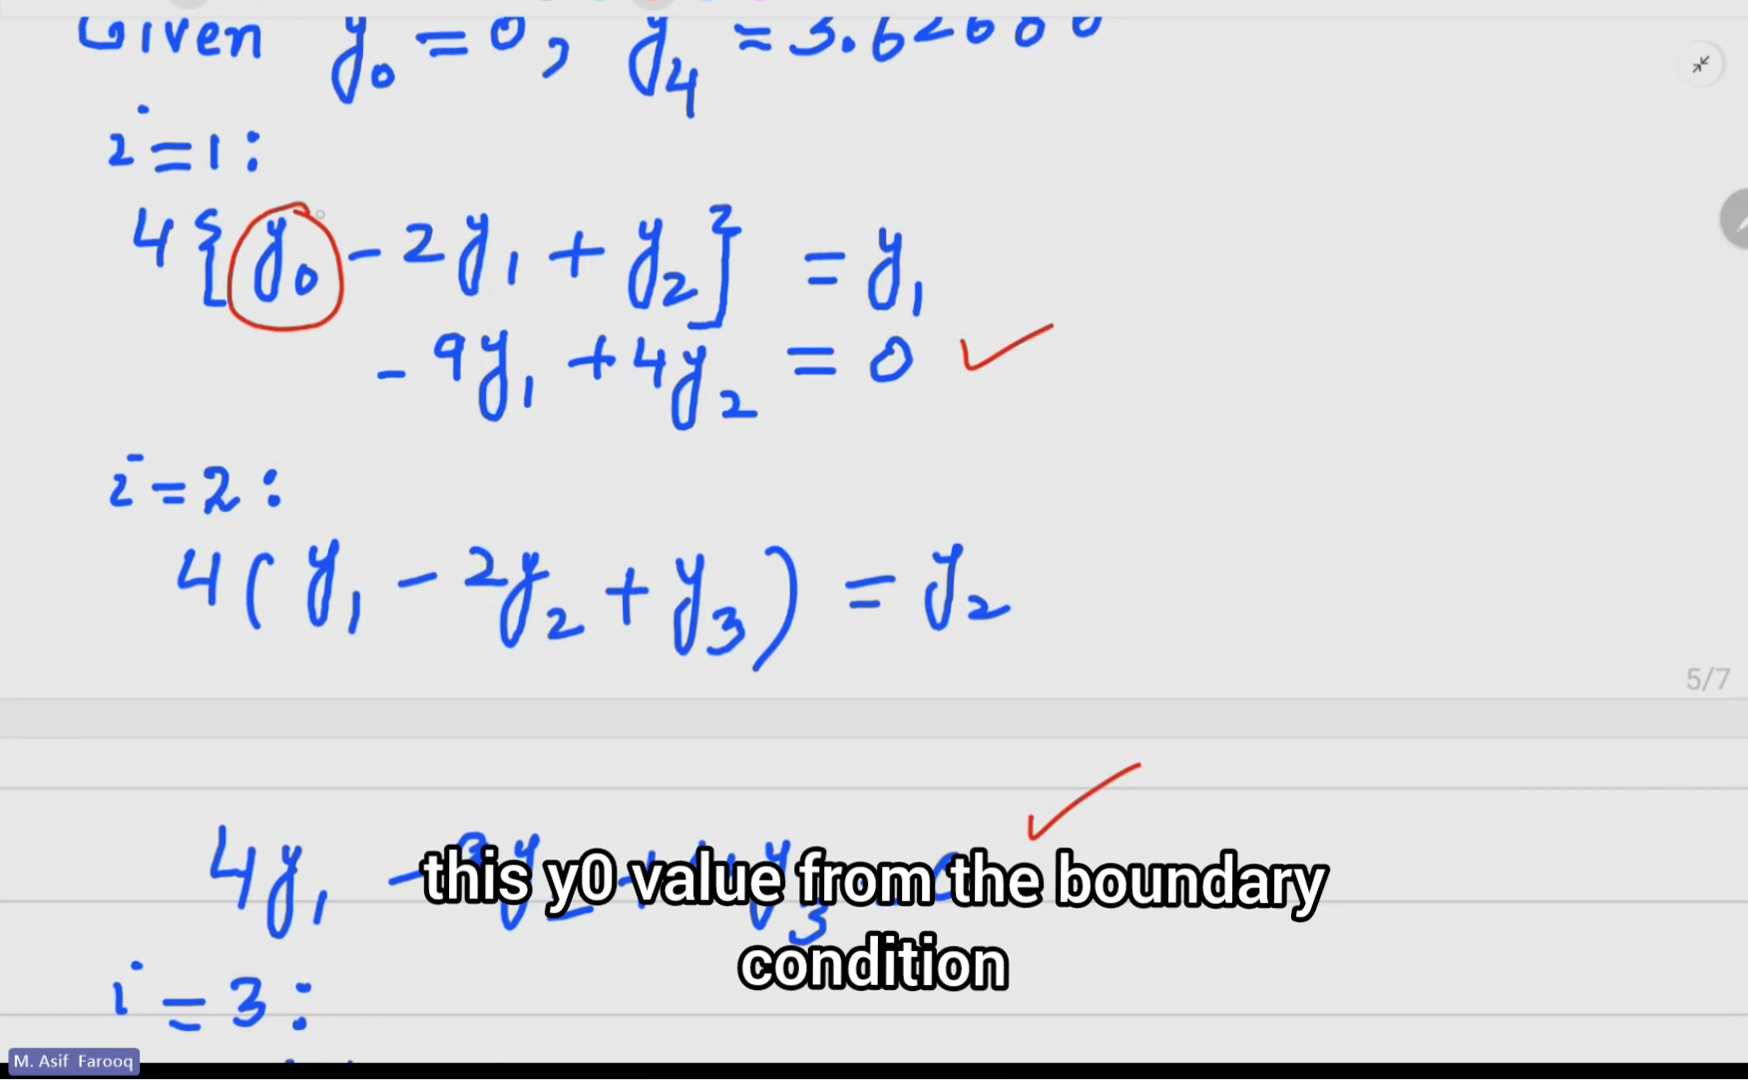 Given y₀ = 0, y₄ = 3.62686
i=1:
4{y₀ - 2y₁ + y₂] = y₁
- 9y₁ + 4y₂ = 0
i=2:
4(y₁ - 2y₂ + y₃) = y₂
5/7
4y₁ -
this y0 value from the boundary
condition
i = 3:
M. Asif Farooq